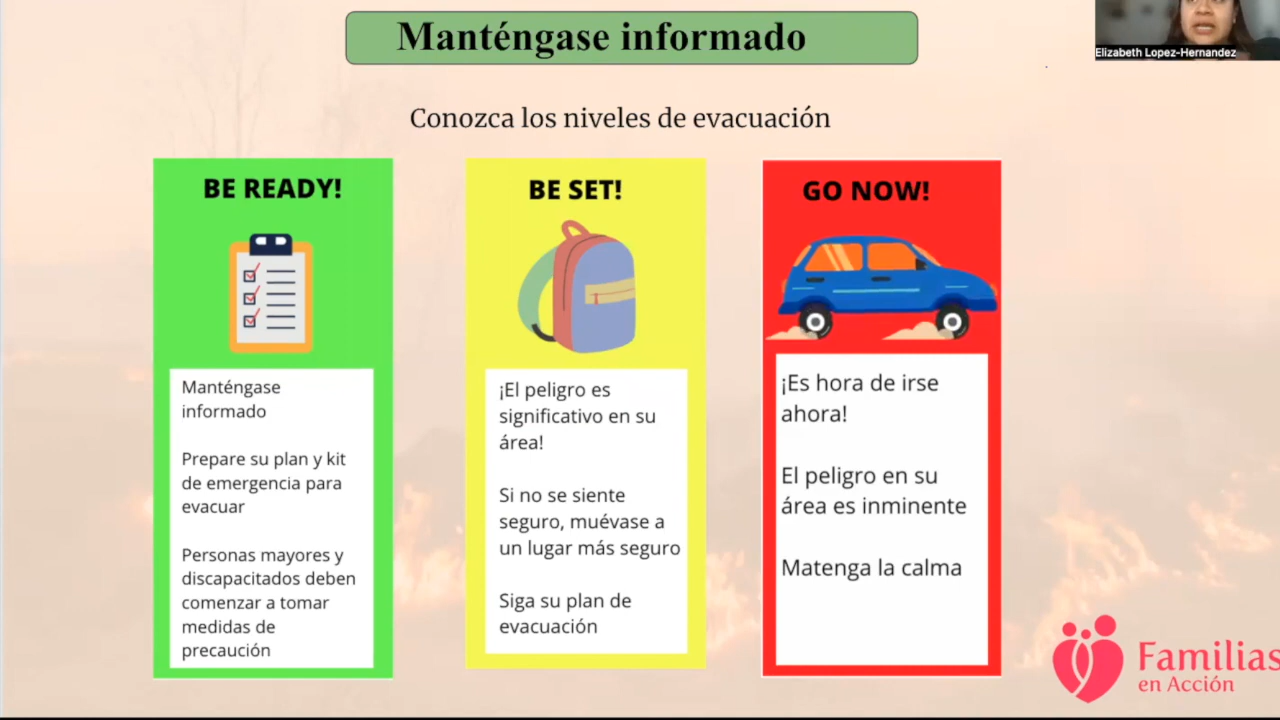 Manténgase informado
Elizabeth Lopez-Hernandez
Conozca los niveles de evacuación
BE READY!
Manténgase
informado
Prepare su plan y kit
de emergencia para
evacuar
Personas mayores y
discapacitados deben
comenzar a tomar
medidas de
precaución
BE SET!
¡El peligro es
significativo en su
área!
Si no se siente
seguro, muévase a
un lugar más seguro
Siga su plan de
evacuación
GO NOW!
¡Es hora de irse
ahora!
El peligro en su
área es inminente
Matenga la calma
Familias
en Acción